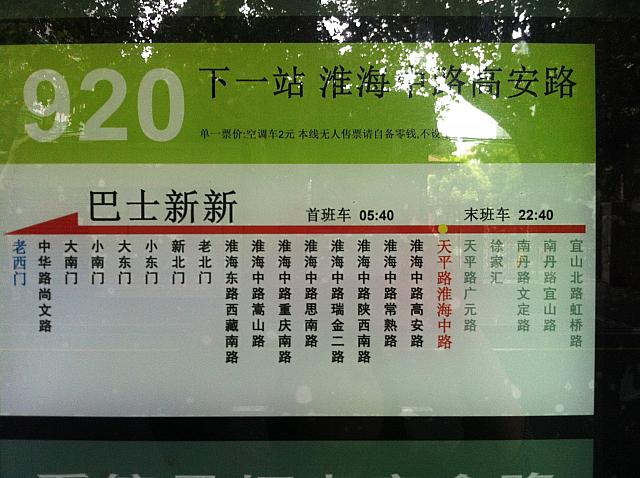 920
下一站 淮海中路高安路
单一票价:空调车2元 本线无人售票请自备零钱,不设
巴士新新
首班车 05:40
末班车 22:40
老西门
中华路尚文路
大南门
小南门
大东门
小东门
新北门
老北门
淮海东路西藏南路
淮海中路嵩山路
淮海中路重庆南路
淮海中路思南路
淮海中路瑞金二路
淮海中路陕西南路
淮海中路常熟路
淮海中路高安路
天平路淮海中路
天平路广元路
徐家汇
南丹路文定路
南丹路宜山路
宜山北路虹桥路